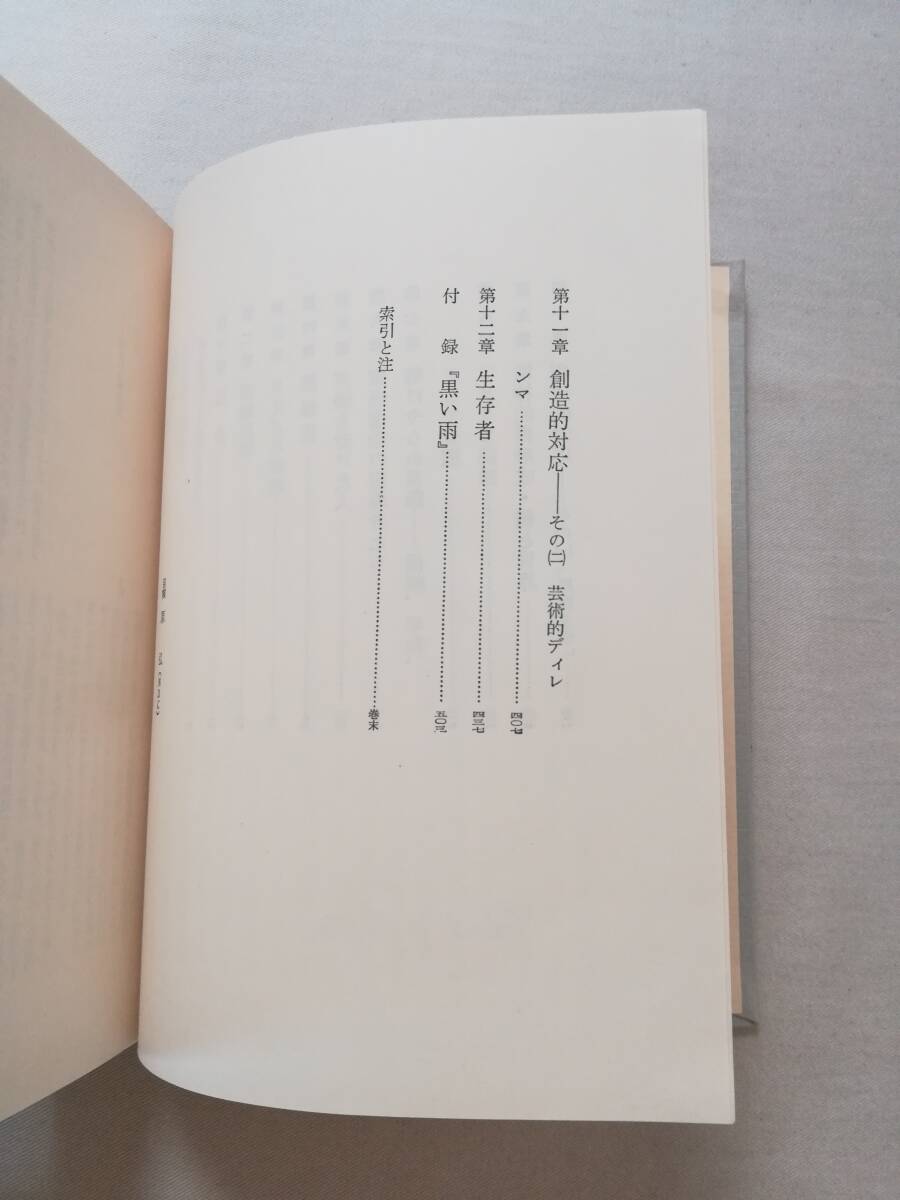 第十一章 創造的対応――その㈡ 芸術的ディレ
ンマ……………………四〇七
第十二章 生存者……………………四三七
付 録 『黒い雨』……………………五〇三
索引と注……………………巻末